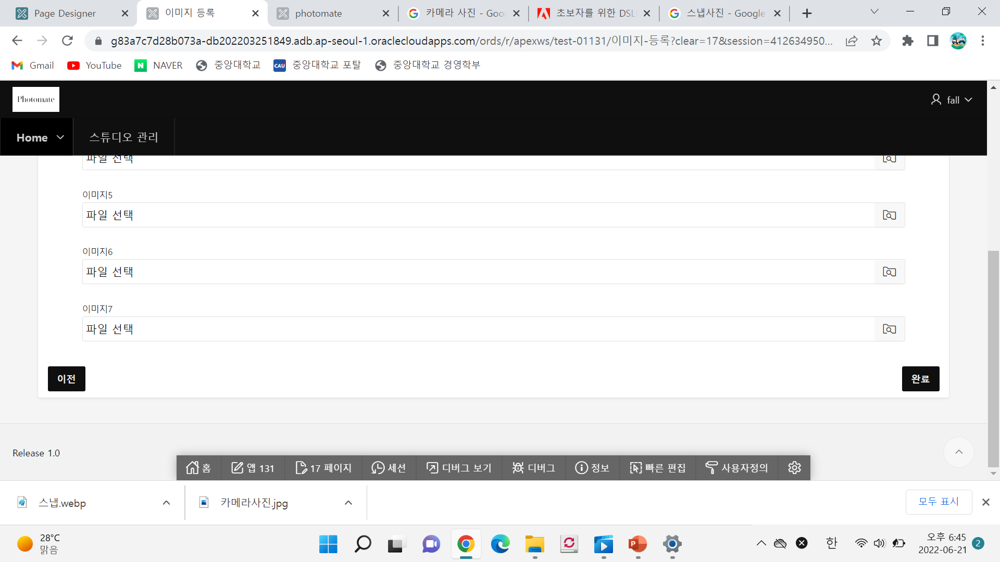 Page Designer
이미지 등록
photomate
카메라 사진 - Goo
초보자를 위한 DSL
스냅사진 - Google
g83a7c7d28b073a-db202203251849.adb.ap-seoul-1.oraclecloudapps.com/ords/r/apexws/test-01131/이미지-등록?clear=17&session=412634950...
Gmail
YouTube
N NAVER
중앙대학교
CAU 중앙대학교 포탈
중앙대학교 경영학부
Photomate
fall
Home
스튜디오 관리
파일 선택
이미지5
파일 선택
이미지6
파일 선택
이미지7
파일 선택
이전
완료
Release 1.0
홈
앱 131
17 페이지
세션
디버그 보기
디버그
정보
빠른 편집
사용자정의
스냅.webp
카메라사진.jpg
모두 표시
28°C
맑음
P
한
오후 6:45
2022-06-21
2